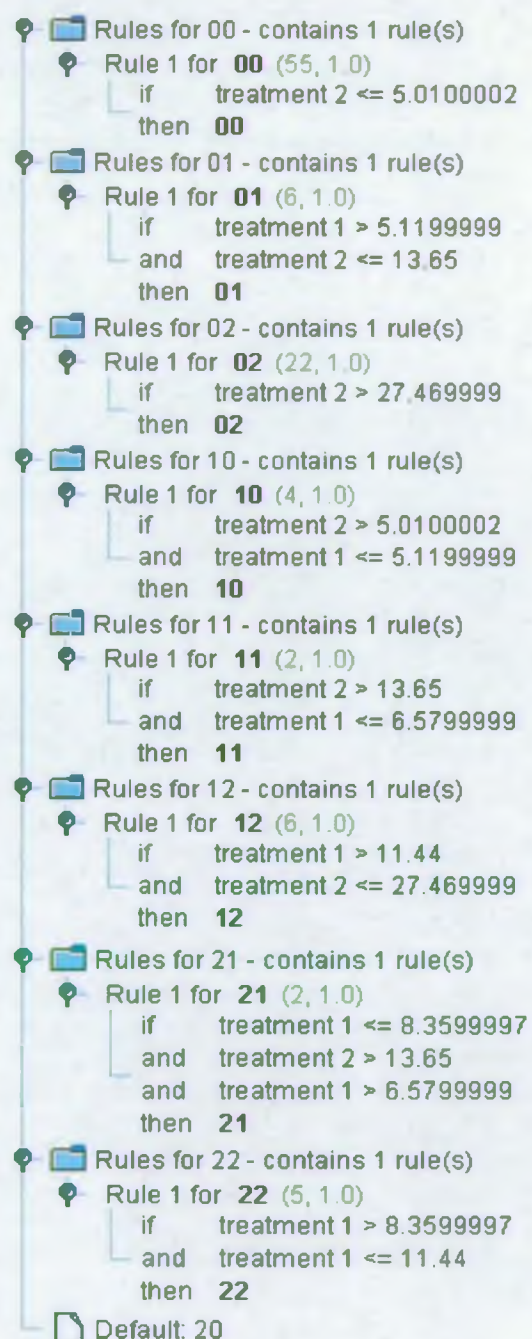 Rules for 00 - contains 1 rule(s)
Rule 1 for 00 (55, 1.0)
if treatment 2 <= 5.0100002
then 00
Rules for 01 - contains 1 rule(s)
Rule 1 for 01 (6, 1.0)
if treatment 1 > 5.1199999
and treatment 2 <= 13.65
then 01
Rules for 02 - contains 1 rule(s)
Rule 1 for 02 (22, 1.0)
if treatment 2 > 27.469999
then 02
Rules for 10 - contains 1 rule(s)
Rule 1 for 10 (4, 1.0)
if treatment 2 > 5.0100002
and treatment 1 <= 5.1199999
then 10
Rules for 11 - contains 1 rule(s)
Rule 1 for 11 (2, 1.0)
if treatment 2 > 13.65
and treatment 1 <= 6.5799999
then 11
Rules for 12 - contains 1 rule(s)
Rule 1 for 12 (6, 1.0)
if treatment 1 > 11.44
and treatment 2 <= 27.469999
then 12
Rules for 21 - contains 1 rule(s)
Rule 1 for 21 (2, 1.0)
if treatment 1 <= 8.3599997
and treatment 2 > 13.65
and treatment 1 > 6.5799999
then 21
Rules for 22 - contains 1 rule(s)
Rule 1 for 22 (5, 1.0)
if treatment 1 > 8.3599997
and treatment 1 <= 11.44
then 22
Default: 20